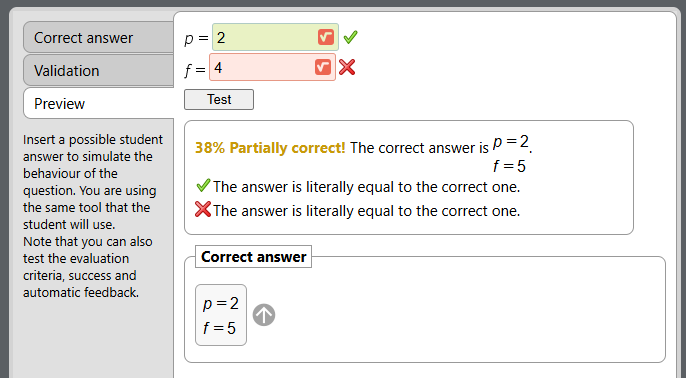 Correct answer
Validation
Preview
Insert a possible student
answer to simulate the
behaviour of the
question. You are using
the same tool that the
student will use.
Note that you can also
test the evaluation
criteria, success and
automatic feedback.
p = 2
f = 4
Test
38% Partially correct! The correct answer is p = 2.
f = 5
The answer is literally equal to the correct one.
The answer is literally equal to the correct one.
Correct answer
p = 2
f = 5